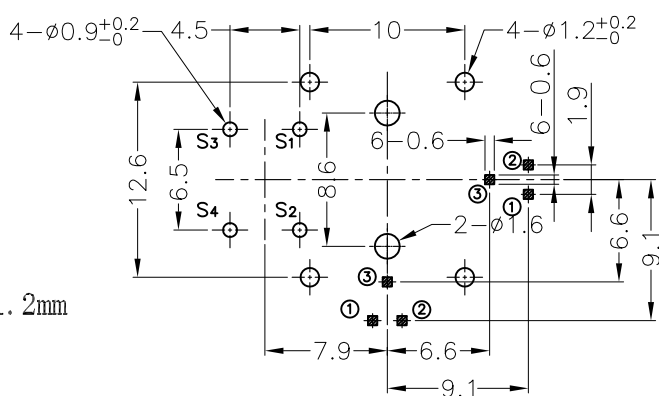 4-ø0.9+0.2-0
4.5
10
4-ø1.2+0.2-0
6-0.6
1.9
S3
S1
6-0.6
②
12.6
6.5
8.6
③
①
S4
S2
2-ø1.6
6.6
9.1
③
.2mm
①
②
7.9
6.6
9.1